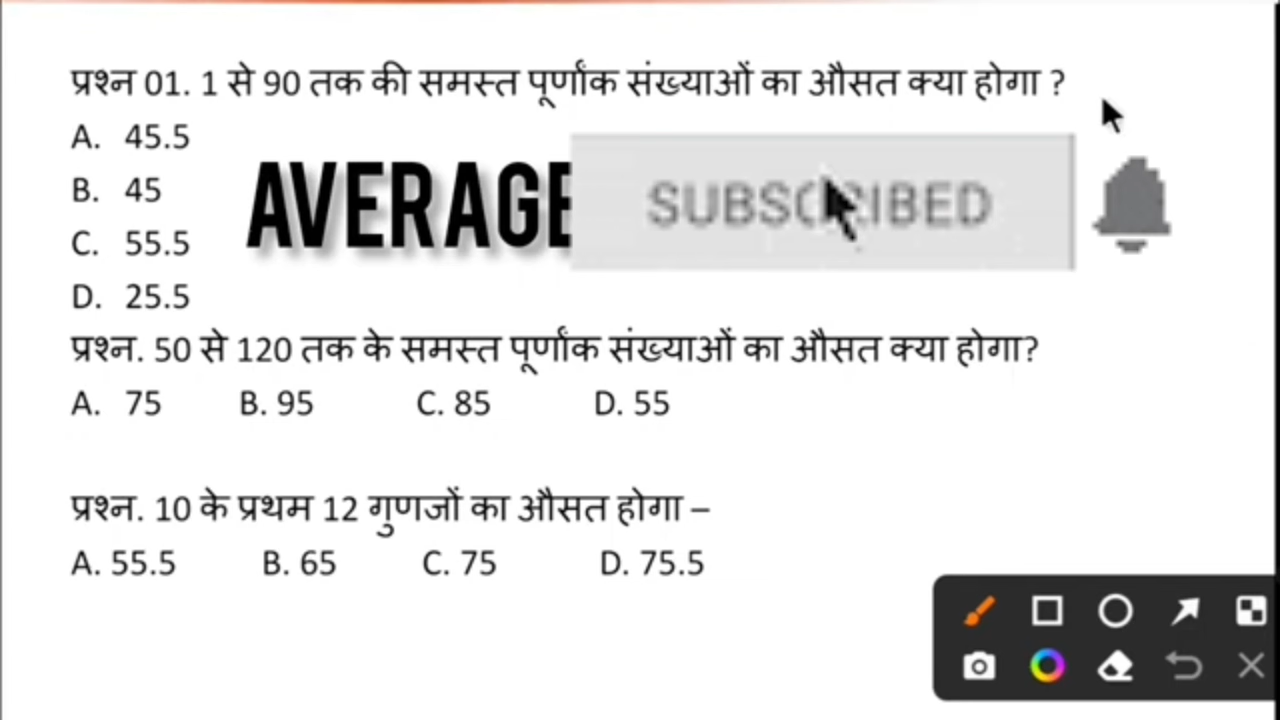 प्रश्न 01. 1 से 90 तक की समस्त पूर्णांक संख्याओं का औसत क्या होगा ?
A. 45.5
B. 45
C. 55.5
D. 25.5
AVERAGE
SUBSCRIBED
प्रश्न. 50 से 120 तक के समस्त पूर्णांक संख्याओं का औसत क्या होगा?
A. 75 B. 95 C. 85 D. 55
प्रश्न. 10 के प्रथम 12 गुणजों का औसत होगा –
A. 55.5 B. 65 C. 75 D. 75.5